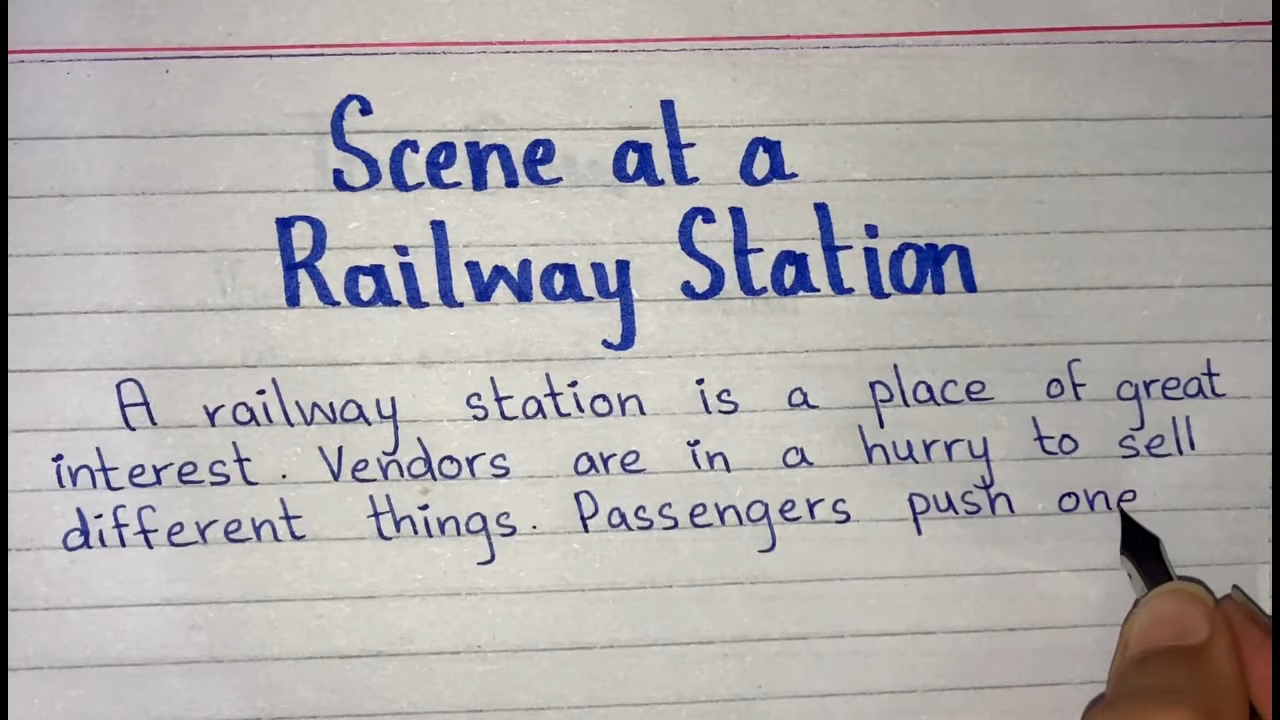 Scene at a
Railway Station
A railway station is a place of great
interest. Vendors are in a hurry to sell
different things. Passengers push one